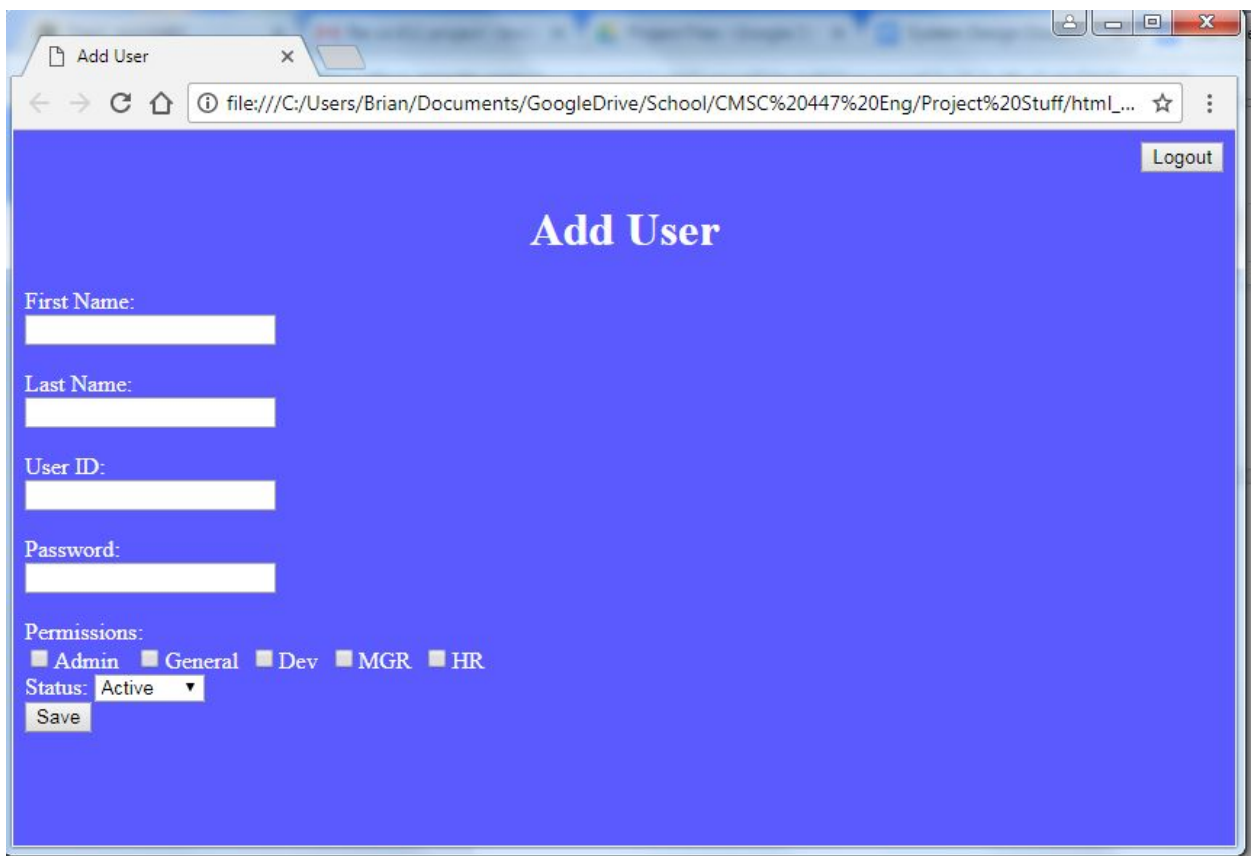 Add User
file:///C:/Users/Brian/Documents/GoogleDrive/School/CMSC%20447%20Eng/Project%20Stuff/html_...
Logout
Add User
First Name:
Last Name:
User ID:
Password:
Permissions:
Admin General Dev MGR HR
Status: Active
Save